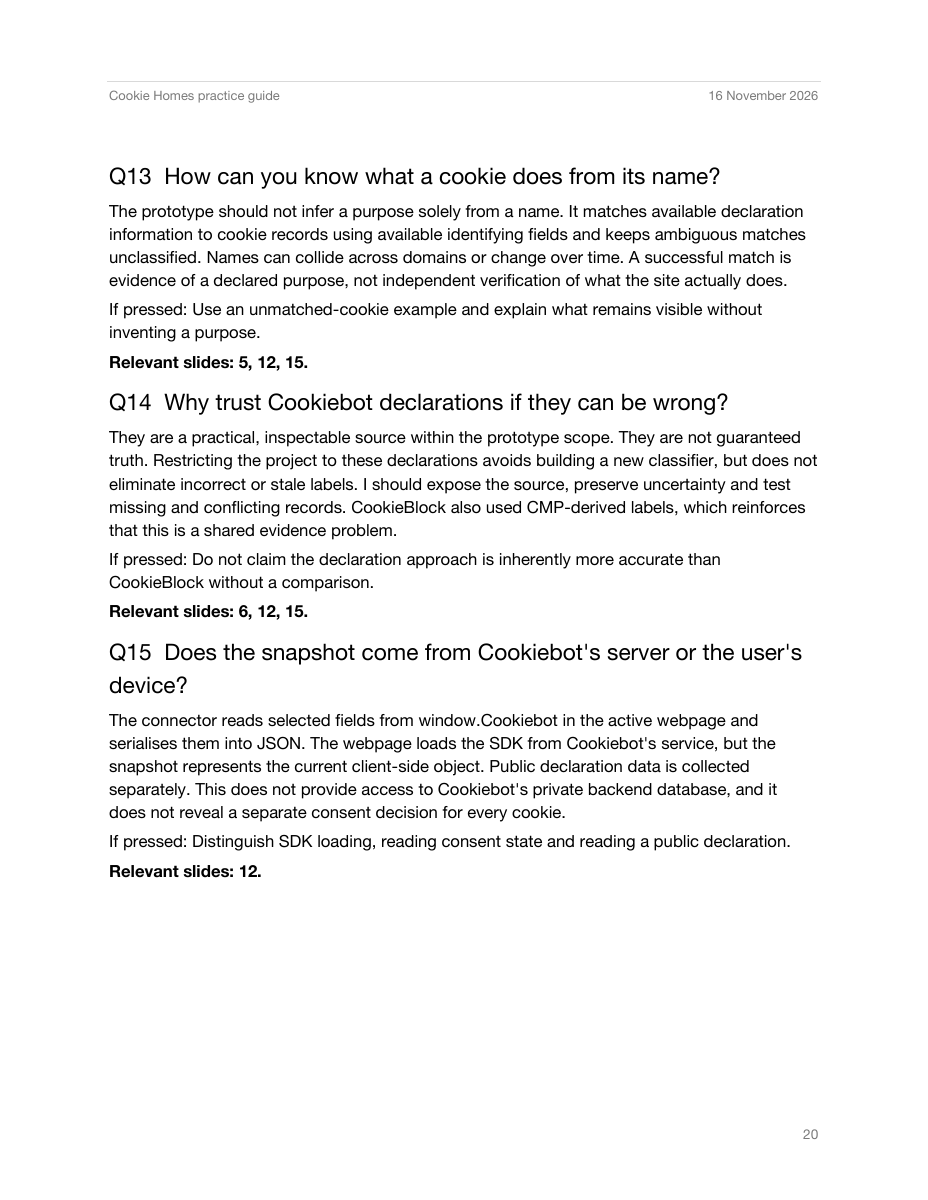 Cookie Homes practice guide
16 November 2026
Q13 How can you know what a cookie does from its name?
The prototype should not infer a purpose solely from a name. It matches available declaration
information to cookie records using available identifying fields and keeps ambiguous matches
unclassified. Names can collide across domains or change over time. A successful match is
evidence of a declared purpose, not independent verification of what the site actually does.
If pressed: Use an unmatched-cookie example and explain what remains visible without
inventing a purpose.
Relevant slides: 5, 12, 15.
Q14 Why trust Cookiebot declarations if they can be wrong?
They are a practical, inspectable source within the prototype scope. They are not guaranteed
truth. Restricting the project to these declarations avoids building a new classifier, but does not
eliminate incorrect or stale labels. I should expose the source, preserve uncertainty and test
missing and conflicting records. CookieBlock also used CMP-derived labels, which reinforces
that this is a shared evidence problem.
If pressed: Do not claim the declaration approach is inherently more accurate than
CookieBlock without a comparison.
Relevant slides: 6, 12, 15.
Q15 Does the snapshot come from Cookiebot's server or the user's
device?
The connector reads selected fields from window.Cookiebot in the active webpage and
serialises them into JSON. The webpage loads the SDK from Cookiebot's service, but the
snapshot represents the current client-side object. Public declaration data is collected
separately. This does not provide access to Cookiebot's private backend database, and it
does not reveal a separate consent decision for every cookie.
If pressed: Distinguish SDK loading, reading consent state and reading a public declaration.
Relevant slides: 12.
20